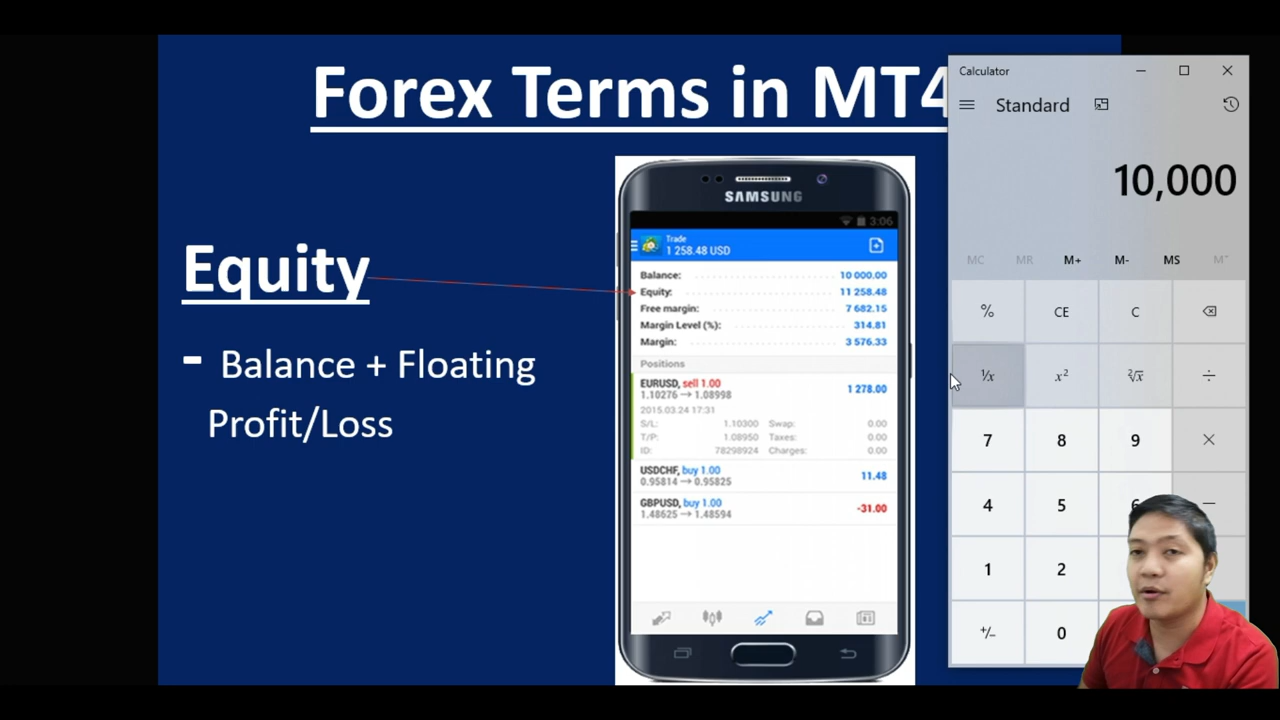 Forex Terms in MT4
Equity
- Balance + Floating
Profit/Loss
SAMSUNG
3:06
Trade
1 258.48 USD
Balance: 10 000.00
Equity: 11 258.48
Free margin: 7 682.15
Margin Level (%): 314.81
Margin: 3 576.33
Positions
EURUSD, sell 1.00 1 278.00
1.10276 → 1.08998
2015.03.24 17:31
S/L: 1.10300 Swap: 0.00
T/P: 1.08950 Taxes: 0.00
ID: 78298924 Charges: 0.00
USDCHF, buy 1.00 11.48
0.95814 → 0.95825
GBPUSD, buy 1.00 -31.00
1.48625 → 1.48594
Calculator
Standard
10,000
MC MR M+ M- MS M˅
% CE C
⅟x x² ²√x ÷
7 8 9 ×
4 5 6 −
1 2
+/− 0